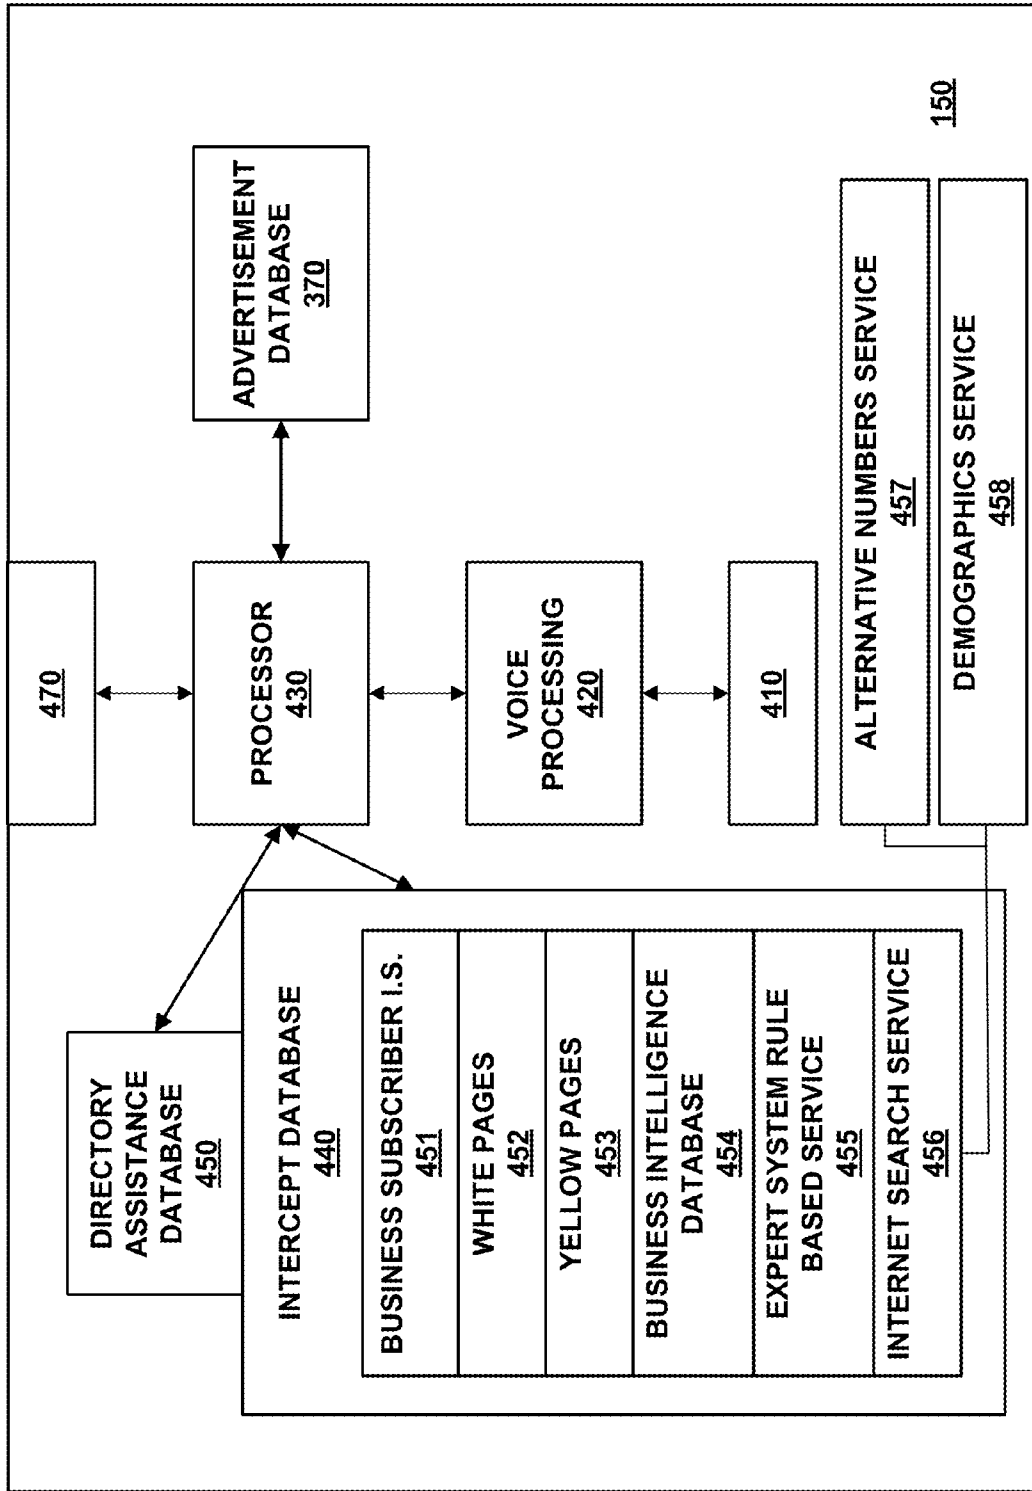 DIRECTORY
ASSISTANCE
DATABASE
450
INTERCEPT DATABASE
440
BUSINESS SUBSCRIBER I.S.
451
WHITE PAGES
452
YELLOW PAGES
453
BUSINESS INTELLIGENCE
DATABASE
454
EXPERT SYSTEM RULE
BASED SERVICE
455
INTERNET SEARCH SERVICE
456
470
PROCESSOR
430
VOICE
PROCESSING
420
410
ADVERTISEMENT
DATABASE
370
ALTERNATIVE NUMBERS SERVICE
457
DEMOGRAPHICS SERVICE
458
150